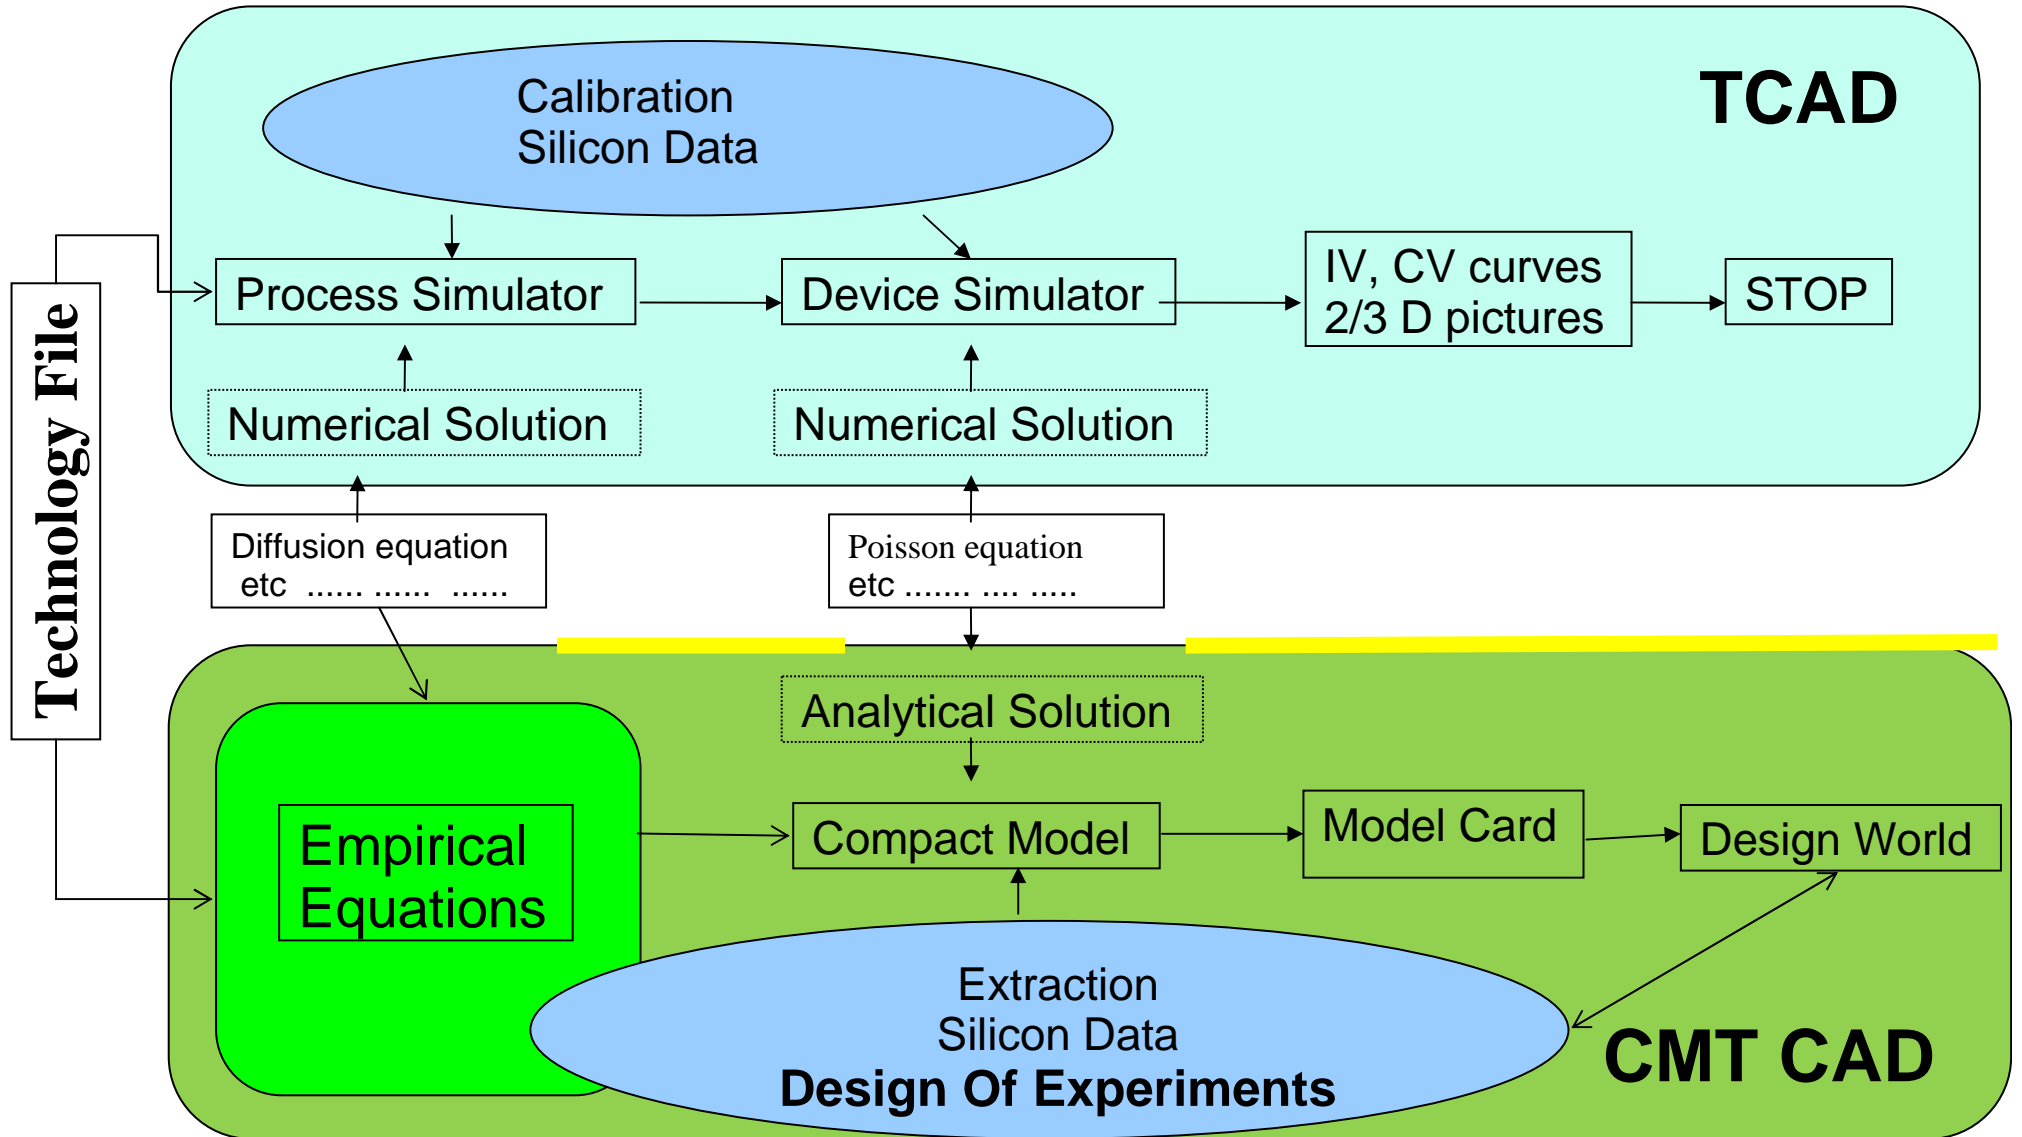 TCAD
Calibration
Silicon Data
Technology File
Process Simulator
Device Simulator
IV, CV curves
2/3 D pictures
STOP
Numerical Solution
Numerical Solution
Diffusion equation
etc ...... ...... ......
Poisson equation
etc ....... .... .....
Analytical Solution
Empirical
Equations
Compact Model
Model Card
Design World
Extraction
Silicon Data
Design Of Experiments
CMT CAD